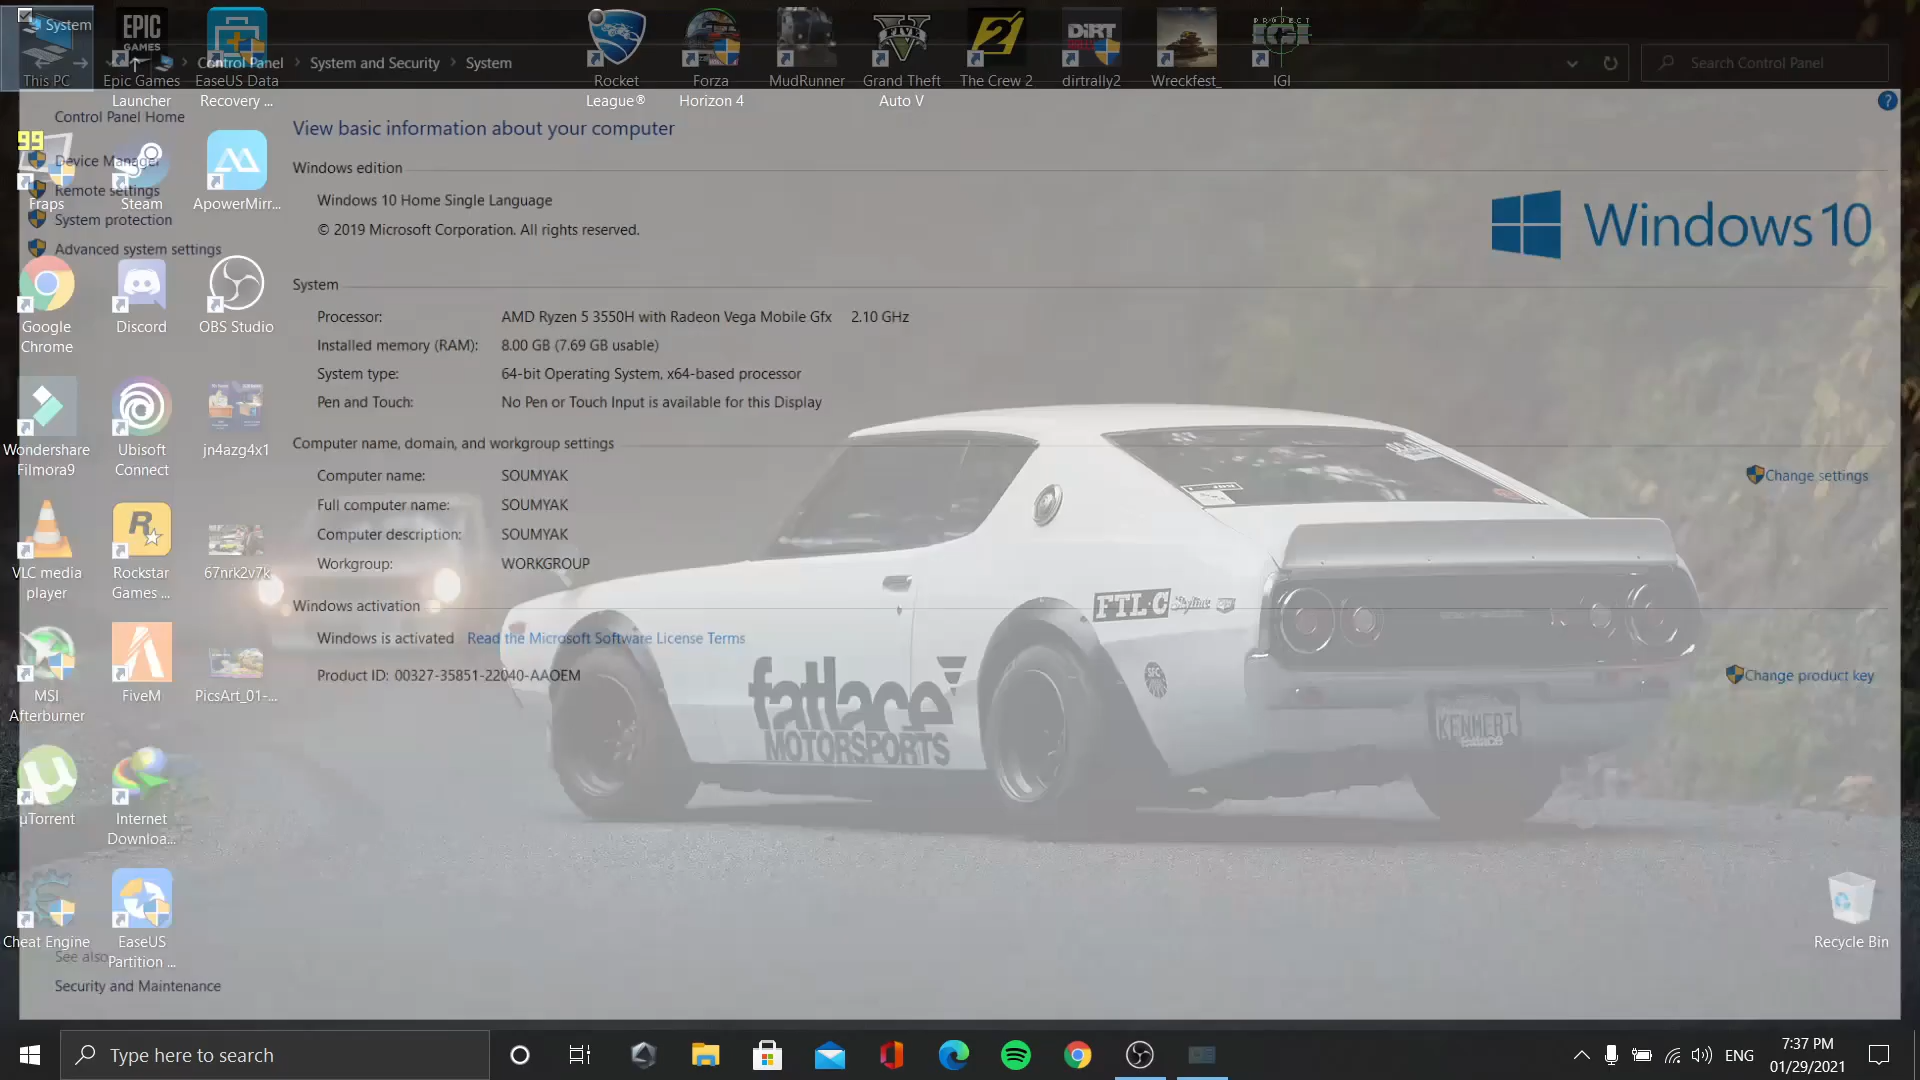 System
Control Panel
System and Security
System
Search Control Panel
This PC
EPIC
GAMES
Epic Games
Launcher
EaseUS Data
Recovery ...
Rocket
League®
Forza
Horizon 4
MudRunner
FIVE
Grand Theft
Auto V
2
The Crew 2
DiRT
dirtrally2
Wreckfest_
PROJECT
IGI
IGI
Control Panel Home
View basic information about your computer
99
Device Manager
Windows edition
Remote settings
Fraps
Steam
ApowerMirr...
Windows 10 Home Single Language
System protection
© 2019 Microsoft Corporation. All rights reserved.
Windows 10
Advanced system settings
System
Google
Chrome
Discord
OBS Studio
Processor:
AMD Ryzen 5 3550H with Radeon Vega Mobile Gfx 2.10 GHz
Installed memory (RAM):
8.00 GB (7.69 GB usable)
System type:
64-bit Operating System, x64-based processor
Pen and Touch:
No Pen or Touch Input is available for this Display
Wondershare
Filmora9
Ubisoft
Connect
jn4azg4x1
Computer name, domain, and workgroup settings
Computer name:
SOUMYAK
Change settings
Full computer name:
SOUMYAK
Computer description:
SOUMYAK
Workgroup:
WORKGROUP
VLC media
player
R
Rockstar
Games ...
67nrk2v7k
Windows activation
FTL-C
Skyline
Windows is activated
Read the Microsoft Software License Terms
Product ID: 00327-35851-22040-AAOEM
Change product key
MSI
Afterburner
FiveM
PicsArt_01-...
fatlace
MOTORSPORTS
KENMERI
fatlace
µTorrent
Internet
Downloa...
Cheat Engine
EaseUS
Partition ...
Recycle Bin
See also
Security and Maintenance
Type here to search
ENG
7:37 PM
01/29/2021